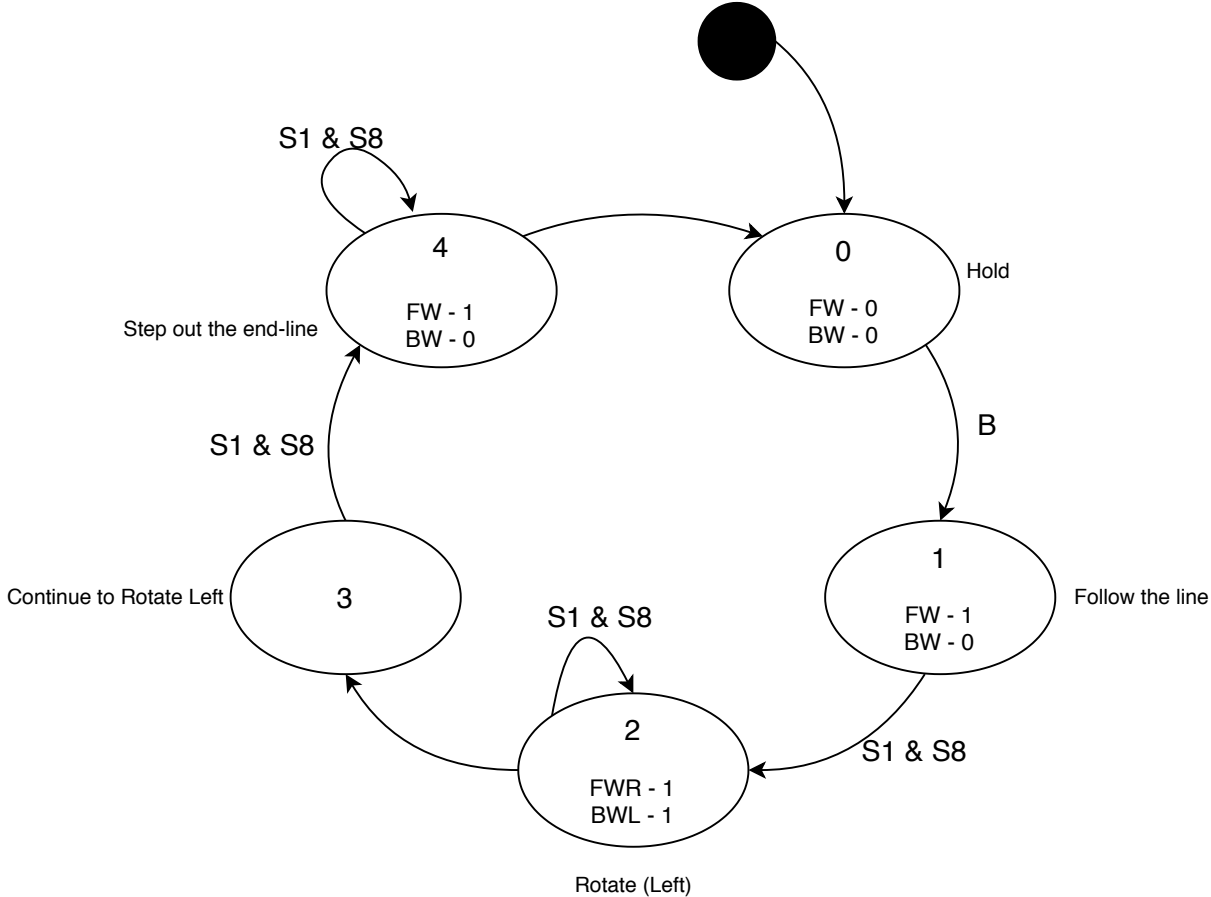 S1 & S8
4
FW - 1
BW - 0
Step out the end-line
0
FW - 0
BW - 0
Hold
B
S1 & S8
1
FW - 1
BW - 0
Follow the line
Continue to Rotate Left
3
S1 & S8
2
FWR - 1
BWL - 1
S1 & S8
Rotate (Left)